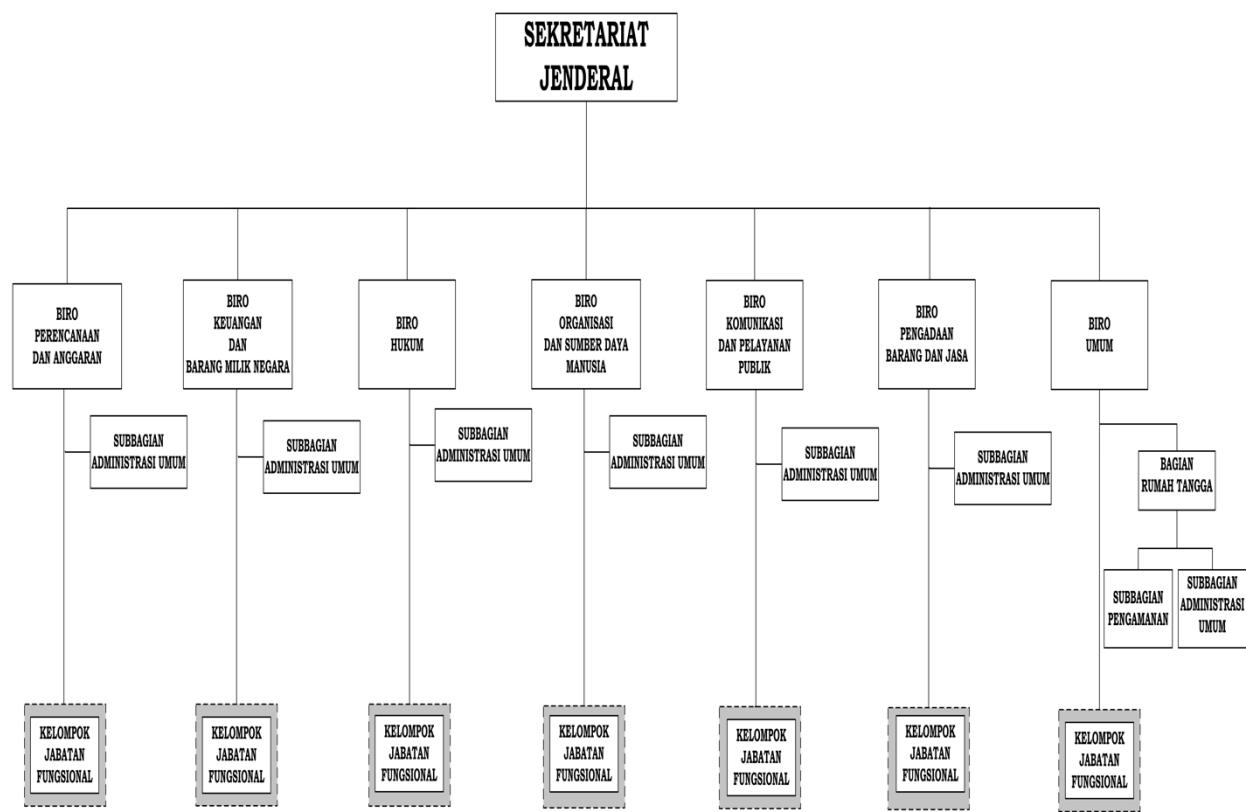 SEKRETARIAT
JENDERAL
BIRO
PERENCANAAN
DAN ANGGARAN
BIRO
KEUANGAN
DAN
BARANG MILIK NEGARA
BIRO
HUKUM
BIRO
ORGANISASI
DAN SUMBER DAYA
MANUSIA
BIRO
KOMUNIKASI
DAN PELAYANAN
PUBLIK
BIRO
PENGADAAN
BARANG DAN JASA
BIRO
UMUM
SUBBAGIAN
ADMINISTRASI UMUM
SUBBAGIAN
ADMINISTRASI UMUM
SUBBAGIAN
ADMINISTRASI UMUM
SUBBAGIAN
ADMINISTRASI UMUM
SUBBAGIAN
ADMINISTRASI UMUM
SUBBAGIAN
ADMINISTRASI UMUM
BAGIAN
RUMAH TANGGA
SUBBAGIAN
PENGAMANAN
SUBBAGIAN
ADMINISTRASI
UMUM
KELOMPOK
JABATAN
FUNGSIONAL
KELOMPOK
JABATAN
FUNGSIONAL
KELOMPOK
JABATAN
FUNGSIONAL
KELOMPOK
JABATAN
FUNGSIONAL
KELOMPOK
JABATAN
FUNGSIONAL
KELOMPOK
JABATAN
FUNGSIONAL
KELOMPOK
JABATAN
FUNGSIONAL